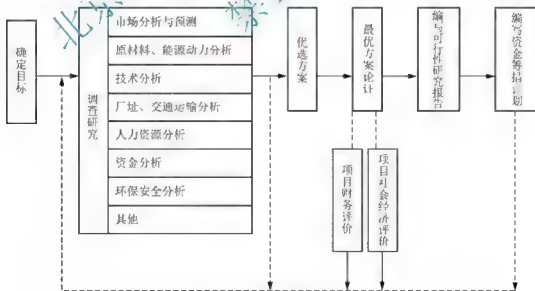 确定目标
调查研究
市场分析与预测
原材料、能源动力分析
技术分析
厂址、交通运输分析
人力资源分析
资金分析
环保安全分析
其他
优选方案
最优方案论计
编写可行性研究报告
编写资金筹措计划
项目财务评价
项目社会经济评价
北京